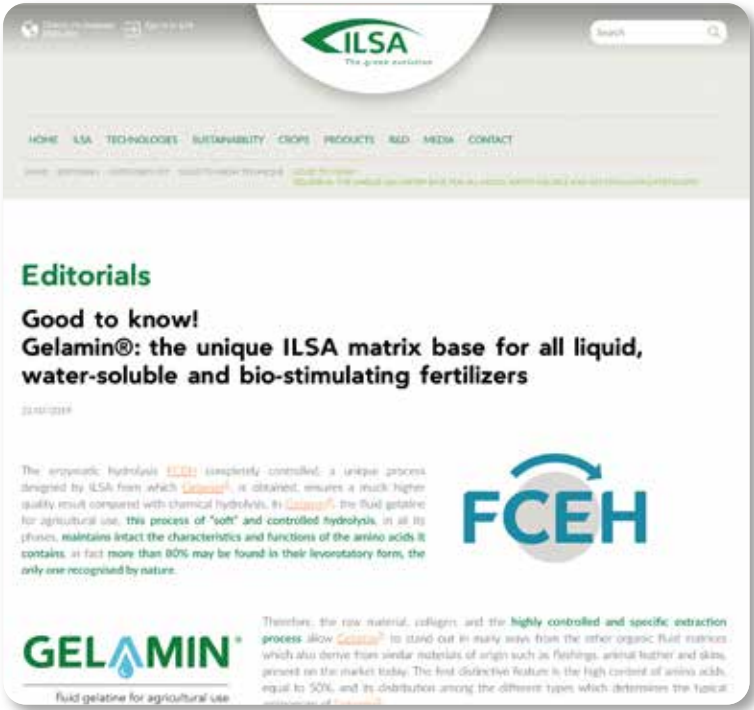 ILSA
The green evolution
Search
HOME ILSA TECHNOLOGIES SUSTAINABILITY CROPS PRODUCTS R&D MEDIA CONTACT
Editorials
Good to know!
Gelamin®: the unique ILSA matrix base for all liquid,
water-soluble and bio-stimulating fertilizers
The enzymatic hydrolysis FCEH completely controlled, a unique process
designed by ILSA from which Gelamin®, is obtained, ensures a much higher
quality result compared with chemical hydrolysis. In Gelamin®, the fluid gelatine
for agricultural use, this process of "soft" and controlled hydrolysis, in all its
phases, maintains intact the characteristics and functions of the amino acids it
contains, in fact more than 80% may be found in their levorotatory form, the
only one recognised by nature.
FCEH
GELAMIN®
fluid gelatine for agricultural use
Therefore, the raw material, collagen, and the highly controlled and specific extraction
process allow Gelamin® to stand out in many ways from the other organic fluid matrices
which also derive from similar materials of origin such as fleshings, animal leather and skins,
present on the market today. The first distinctive feature is the high content of amino acids,
equal to 50%, and its distribution among the different types which determines the typical